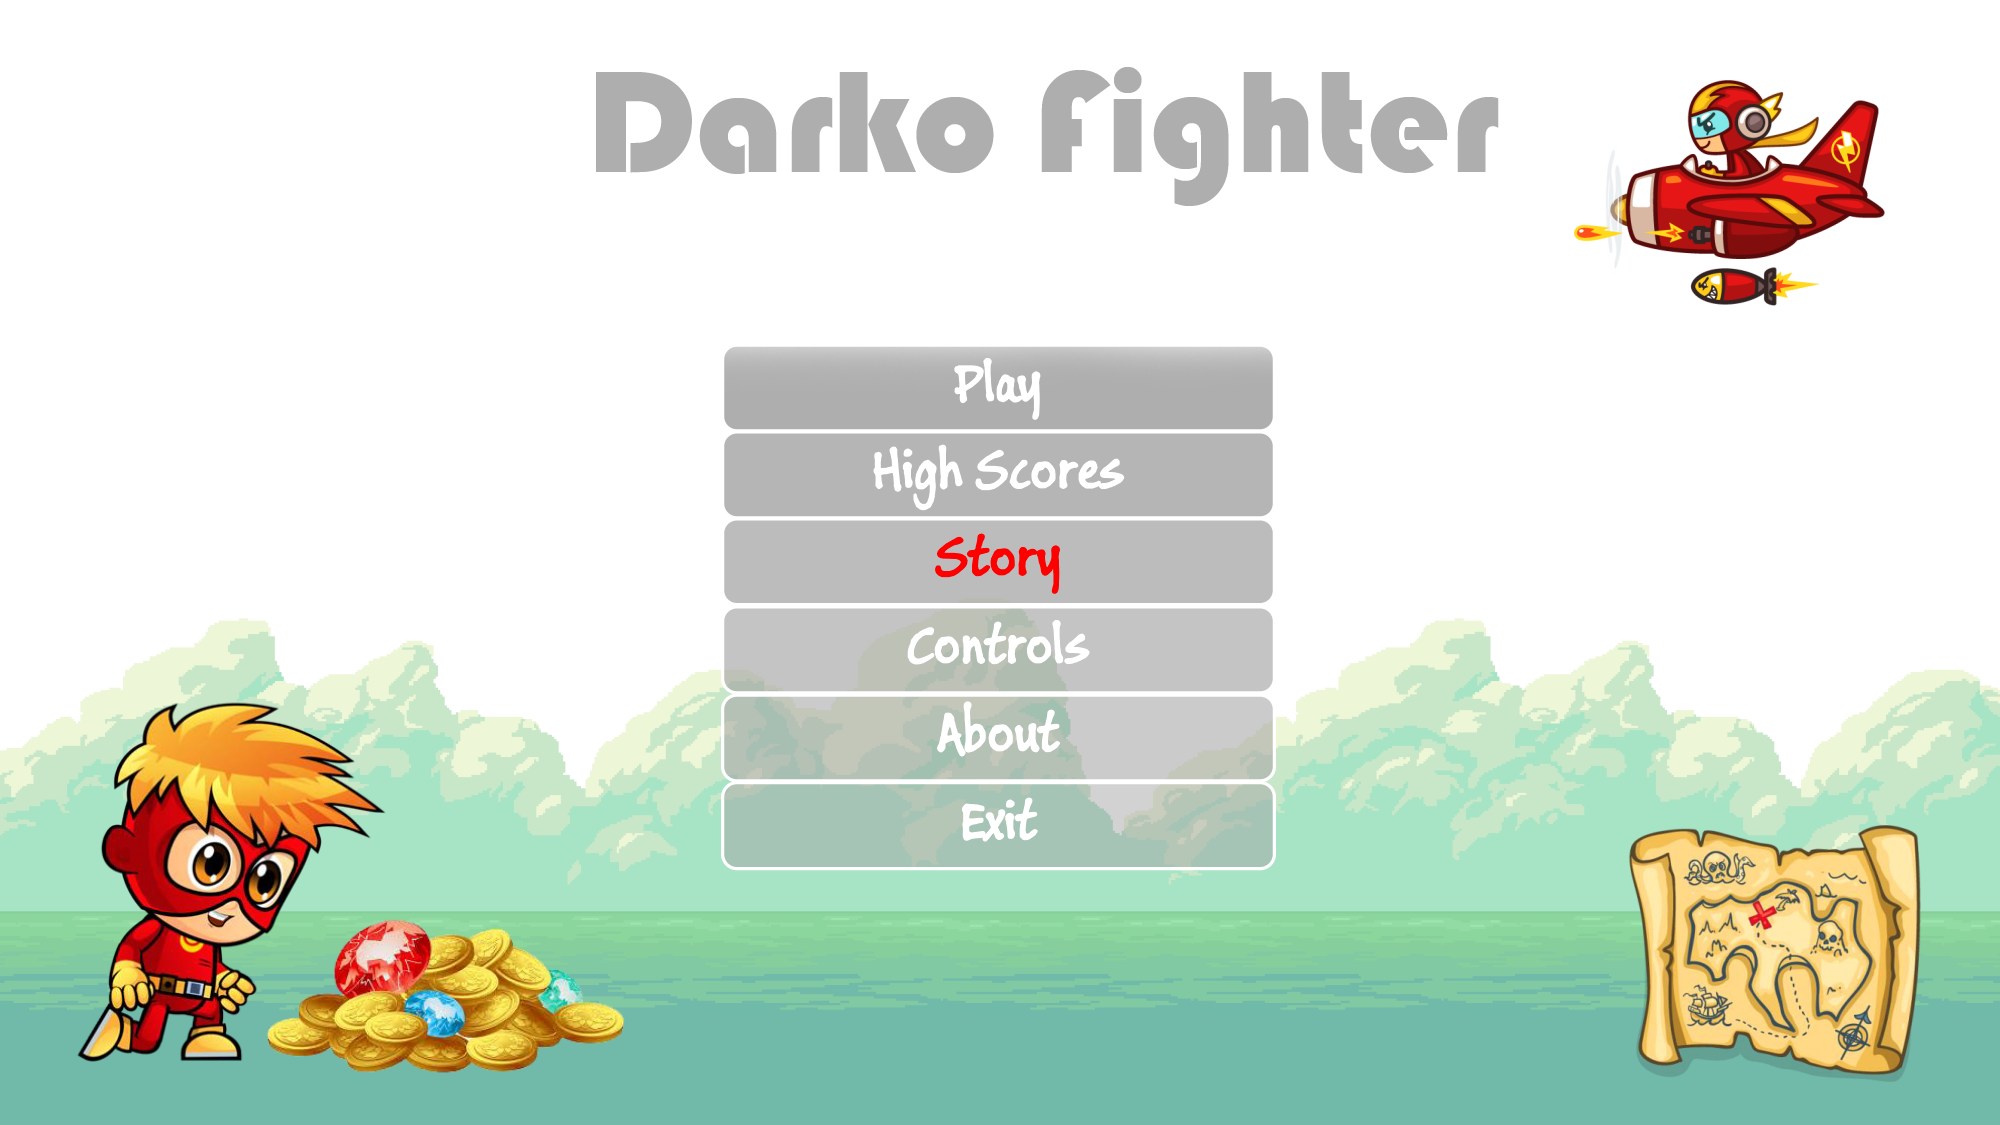 Darko Fighter
Play
High Scores
Story
Controls
About
Exit